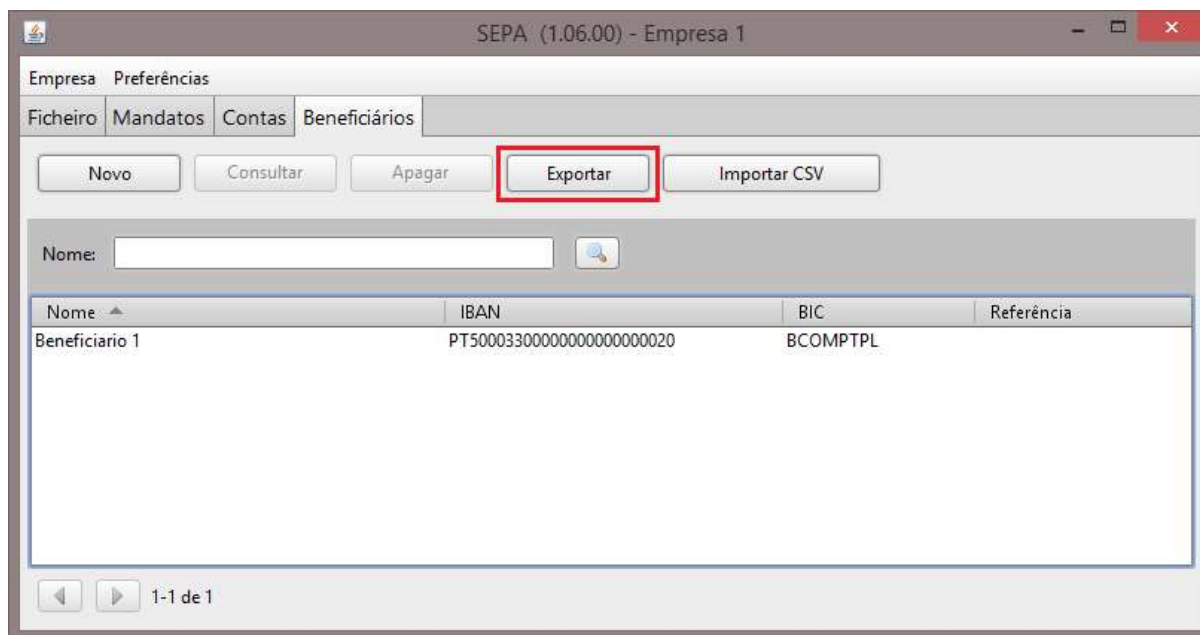 SEPA (1.06.00) - Empresa 1
Empresa Preferências
Ficheiro Mandatos Contas Beneficiários
Novo Consultar Apagar Exportar Importar CSV
Nome:
Nome IBAN BIC Referência
Beneficiario 1 PT50003300000000000000020 BCOMPTPL
1-1 de 1